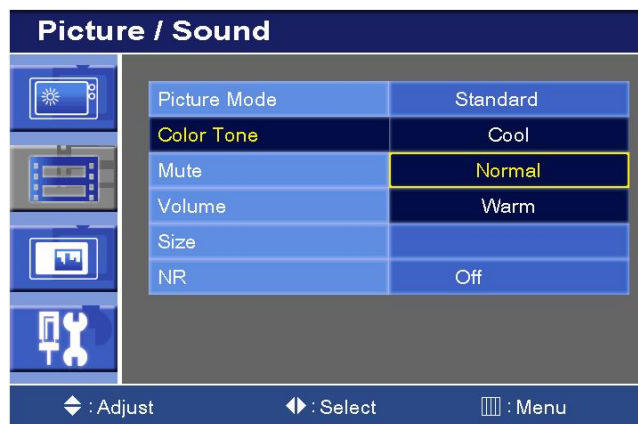 Picture / Sound
Picture Mode Standard
Color Tone Cool
Mute Normal
Volume Warm
Size
NR Off
: Adjust : Select : Menu